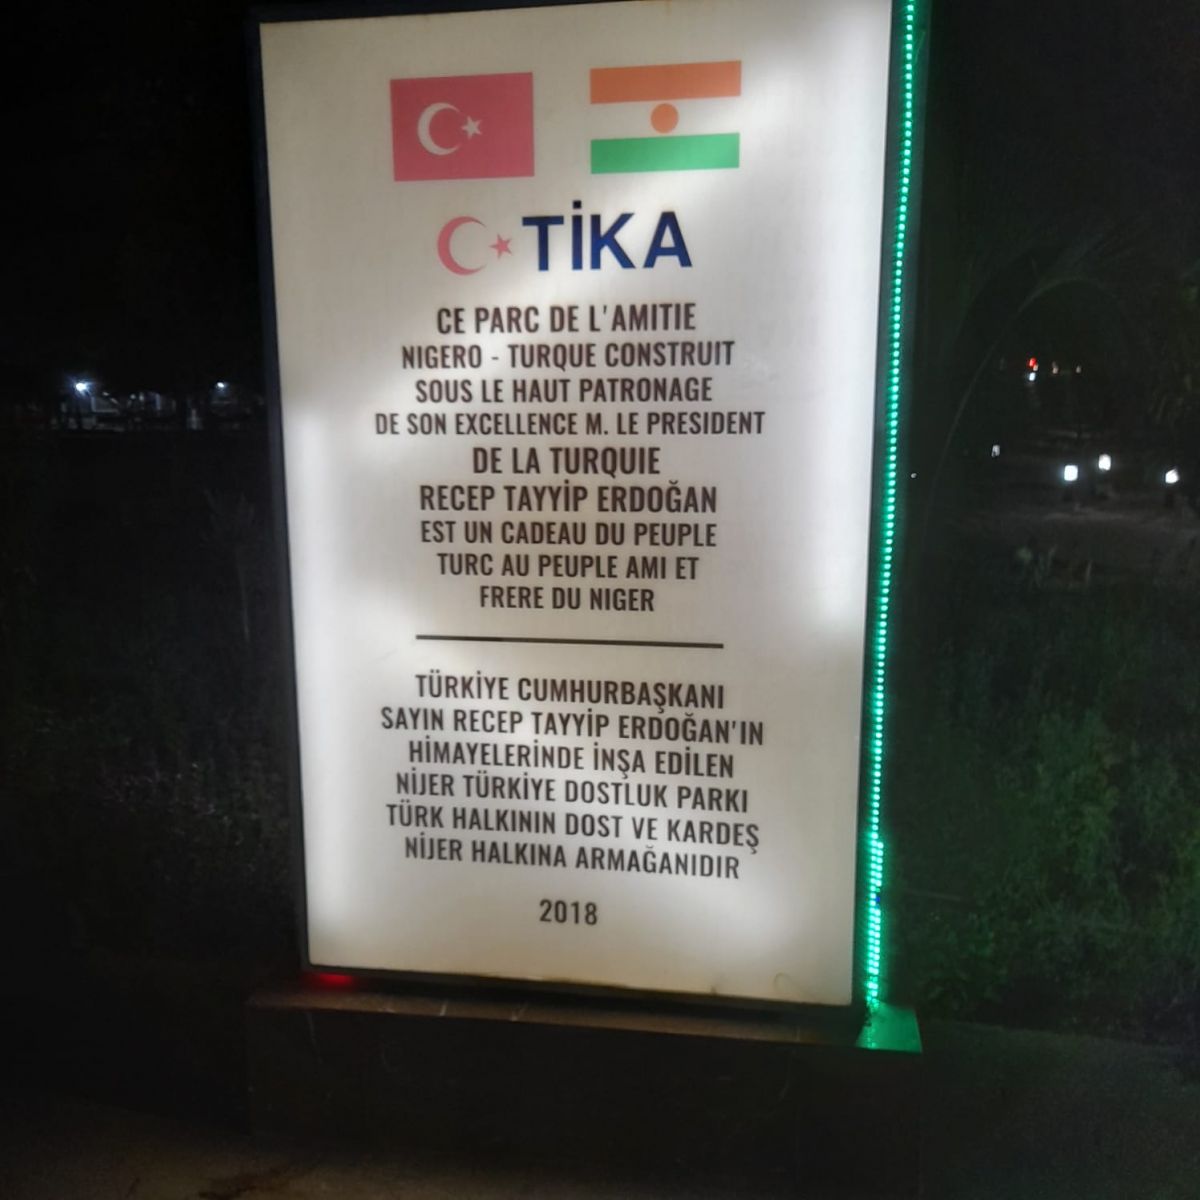 TİKA
CE PARC DE L'AMITIE
NIGERO - TURQUE CONSTRUIT
SOUS LE HAUT PATRONAGE
DE SON EXCELLENCE M. LE PRESIDENT
DE LA TURQUIE
RECEP TAYYİP ERDOĞAN
EST UN CADEAU DU PEUPLE
TURC AU PEUPLE AMI ET
FRERE DU NIGER
TÜRKİYE CUMHURBAŞKANI
SAYIN RECEP TAYYİP ERDOĞAN'IN
HİMAYELERİNDE İNŞA EDİLEN
NİJER TÜRKİYE DOSTLUK PARKI
TÜRK HALKININ DOST VE KARDEŞ
NİJER HALKINA ARMAĞANIDIR
2018